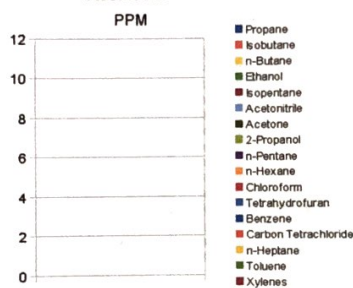 PPM
12
10
8
6
4
2
0
Propane
Isobutane
n-Butane
Ethanol
Isopentane
Acetonitrile
Acetone
2-Propanol
n-Pentane
n-Hexane
Chloroform
Tetrahydrofuran
Benzene
Carbon Tetrachloride
n-Heptane
Toluene
Xylenes